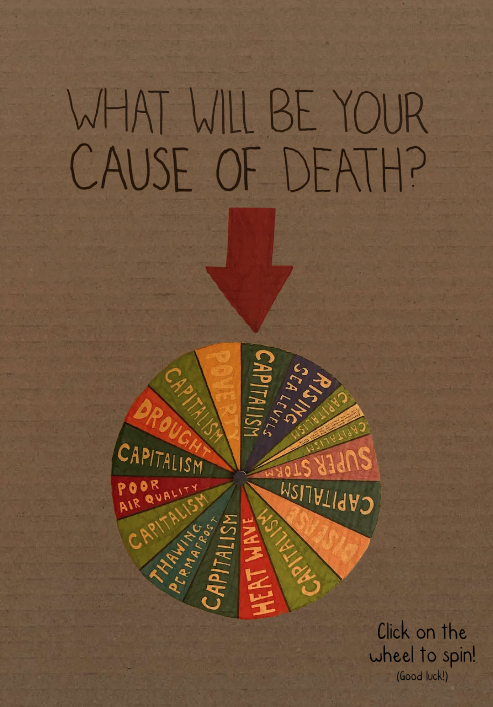 WHAT WILL BE YOUR
CAUSE OF DEATH?
CAPITALISM
RISING
SEA LEVELS
CAPITALISM
CAPITALISM
SUPER STORM
CAPITALISM
DISEASE
CAPITALISM
HEAT WAVE
CAPITALISM
THAWING
PERMAFROST
CAPITALISM
POOR
AIR QUALITY
CAPITALISM
DROUGHT
CAPITALISM
POVERTY
Click on the
wheel to spin!
(Good luck!)